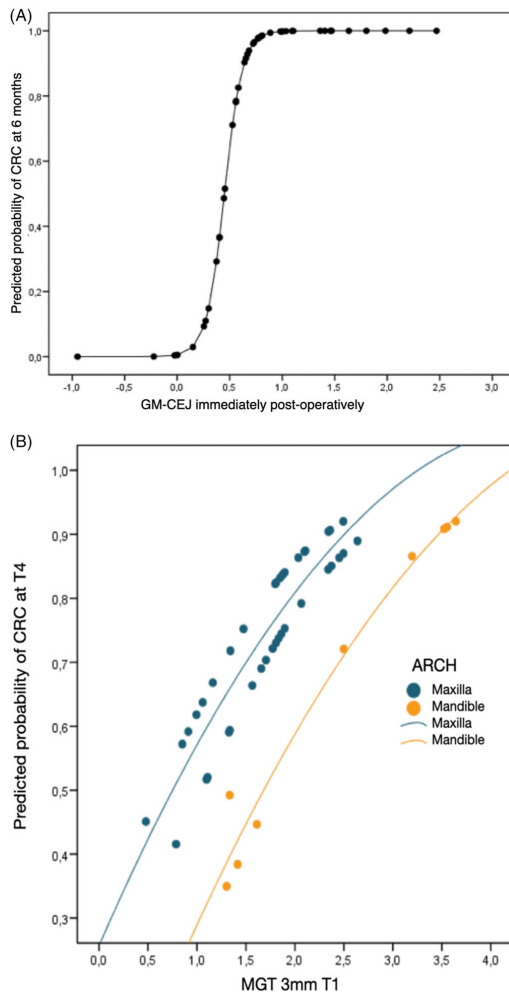 (A)
Predicted probability of CRC at 6 months
1,0
0,8
0,6
0,4
0,2
0,0
-1,0 -0,5 0,0 0,5 1,0 1,5 2,0 2,5 3,0
GM-CEJ immediately post-operatively
(B)
Predicted probability of CRC at T4
1,0
0,9
0,8
0,7
0,6
0,5
0,4
0,3
ARCH
Maxilla
Mandible
Maxilla
Mandible
0,0 0,5 1,0 1,5 2,0 2,5 3,0 3,5 4,0
MGT 3mm T1